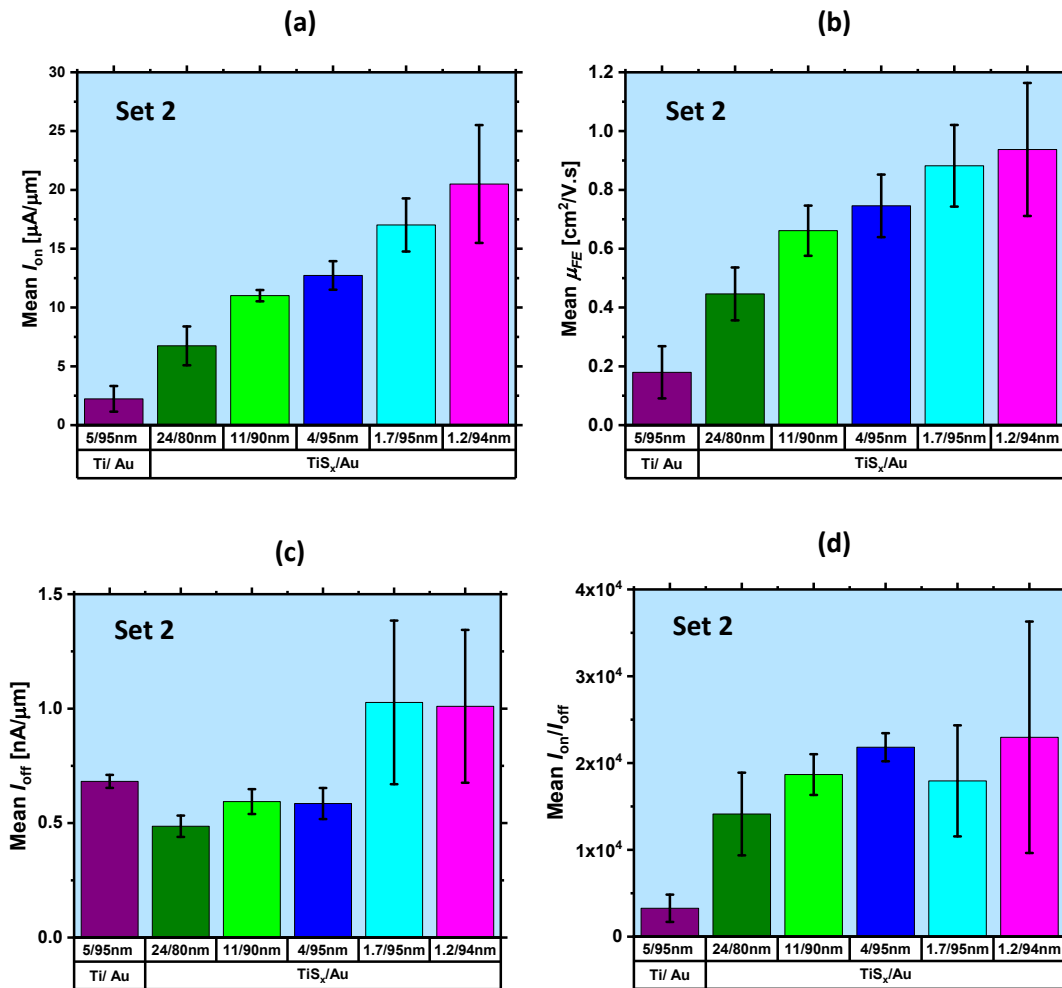 (a)
30
25
20
15
10
5
0
Mean Ion [μA/μm]
Set 2
5/95nm 24/80nm 11/90nm 4/95nm 1.7/95nm 1.2/94nm
Ti/ Au TiSx/Au
(b)
1.2
1.0
0.8
0.6
0.4
0.2
0.0
Mean μFE [cm²/V.s]
Set 2
5/95nm 24/80nm 11/90nm 4/95nm 1.7/95nm 1.2/94nm
Ti/ Au TiSx/Au
(c)
1.5
1.0
0.5
0.0
Mean Ioff [nA/μm]
Set 2
5/95nm 24/80nm 11/90nm 4/95nm 1.7/95nm 1.2/94nm
Ti/ Au TiSx/Au
(d)
4x10⁴
3x10⁴
2x10⁴
1x10⁴
0
Mean Ion/Ioff
Set 2
5/95nm 24/80nm 11/90nm 4/95nm 1.7/95nm 1.2/94nm
Ti/ Au TiSx/Au